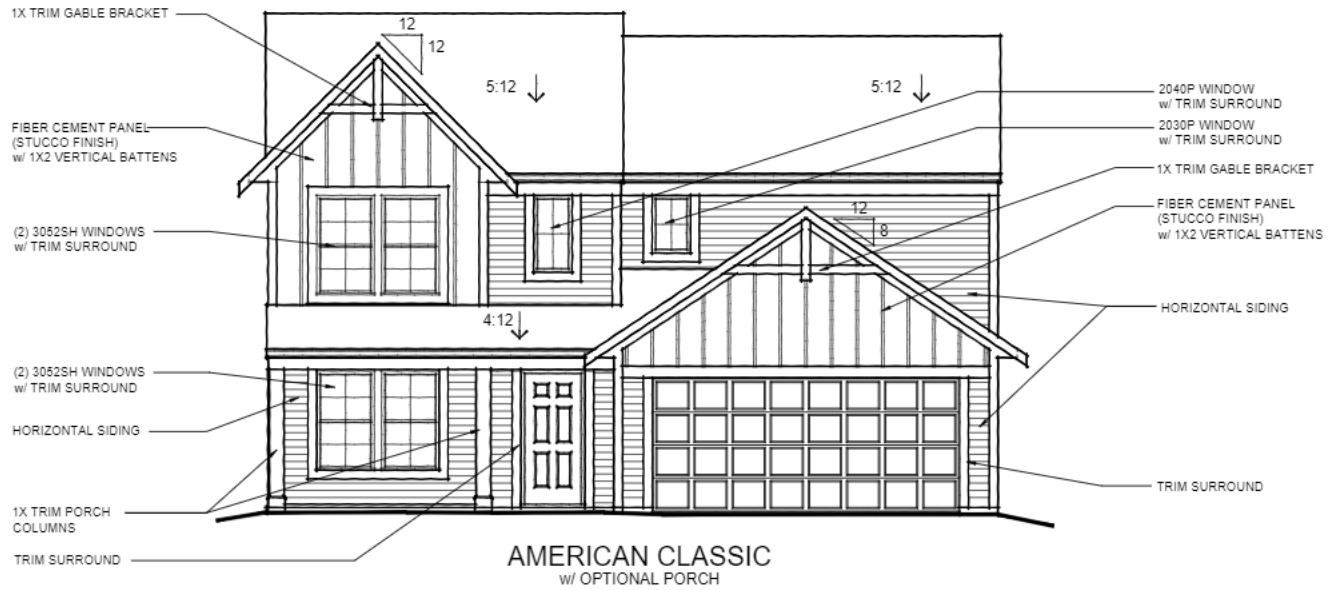 1X TRIM GABLE BRACKET
FIBER CEMENT PANEL
(STUCCO FINISH)
w/ 1X2 VERTICAL BATTENS
(2) 3052SH WINDOWS
w/ TRIM SURROUND
(2) 3052SH WINDOWS
w/ TRIM SURROUND
HORIZONTAL SIDING
1X TRIM PORCH
COLUMNS
TRIM SURROUND
12
12
5:12
5:12
12
8
4:12
2040P WINDOW
w/ TRIM SURROUND
2030P WINDOW
w/ TRIM SURROUND
1X TRIM GABLE BRACKET
FIBER CEMENT PANEL
(STUCCO FINISH)
w/ 1X2 VERTICAL BATTENS
HORIZONTAL SIDING
TRIM SURROUND
AMERICAN CLASSIC
w/ OPTIONAL PORCH